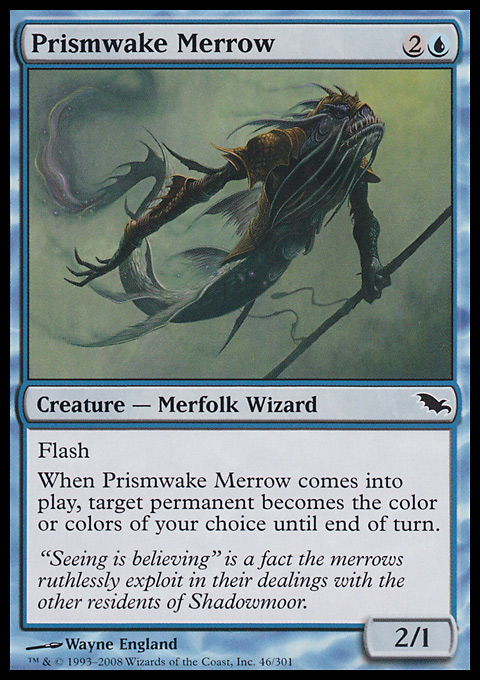 Prismwake Merrow 2
Creature — Merfolk Wizard
Flash
When Prismwake Merrow comes into
play, target permanent becomes the color
or colors of your choice until end of turn.
“Seeing is believing” is a fact the merrows
ruthlessly exploit in their dealings with the
other residents of Shadowmoor.
Wayne England
2/1
™ & © 1993–2008 Wizards of the Coast, Inc. 46/301